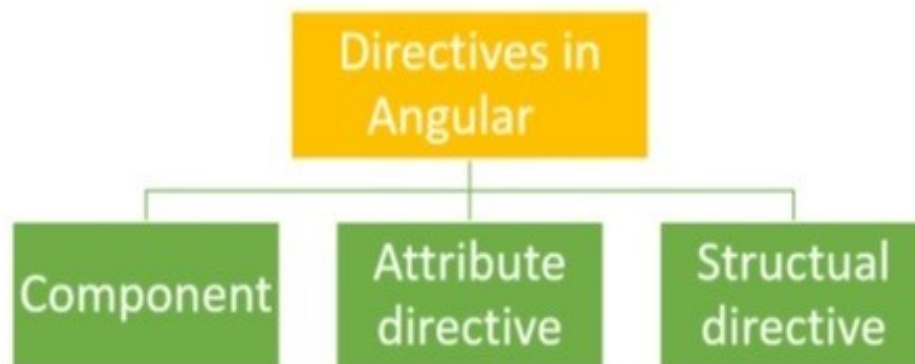 Directives in
Angular
Component
Attribute
directive
Structual
directive